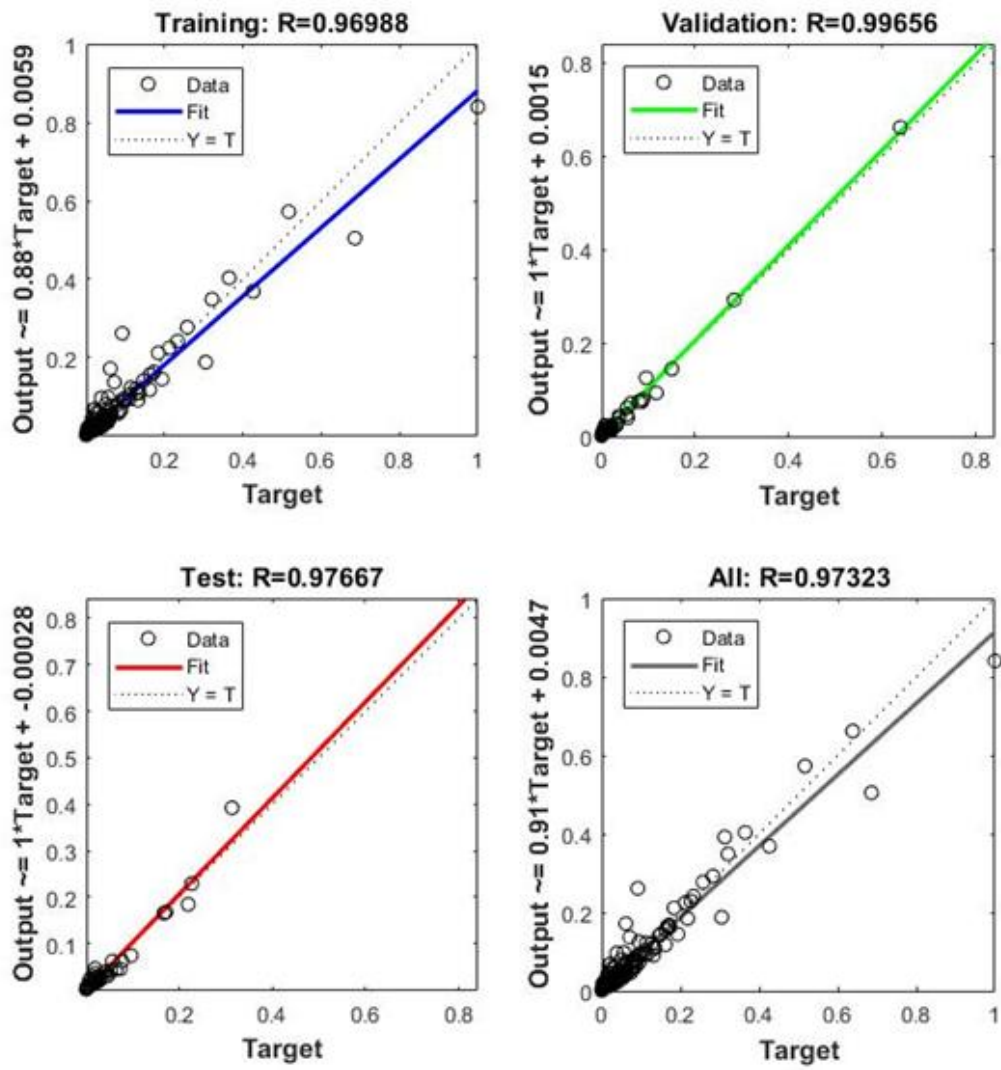 Training: R=0.96988
Output ~= 0.88*Target + 0.0059
1
0.8
0.6
0.4
0.2
Data
Fit
Y = T
0.2
0.4
0.6
0.8
1
Target
Validation: R=0.99656
Output ~= 1*Target + 0.0015
0.8
0.6
0.4
0.2
0
Data
Fit
Y = T
0
0.2
0.4
0.6
0.8
Target
Test: R=0.97667
Output ~= 1*Target + -0.00028
0.8
0.7
0.6
0.5
0.4
0.3
0.2
0.1
Data
Fit
Y = T
0.2
0.4
0.6
0.8
Target
All: R=0.97323
Output ~= 0.91*Target + 0.0047
1
0.8
0.6
0.4
0.2
0
Data
Fit
Y = T
0
0.2
0.4
0.6
0.8
1
Target